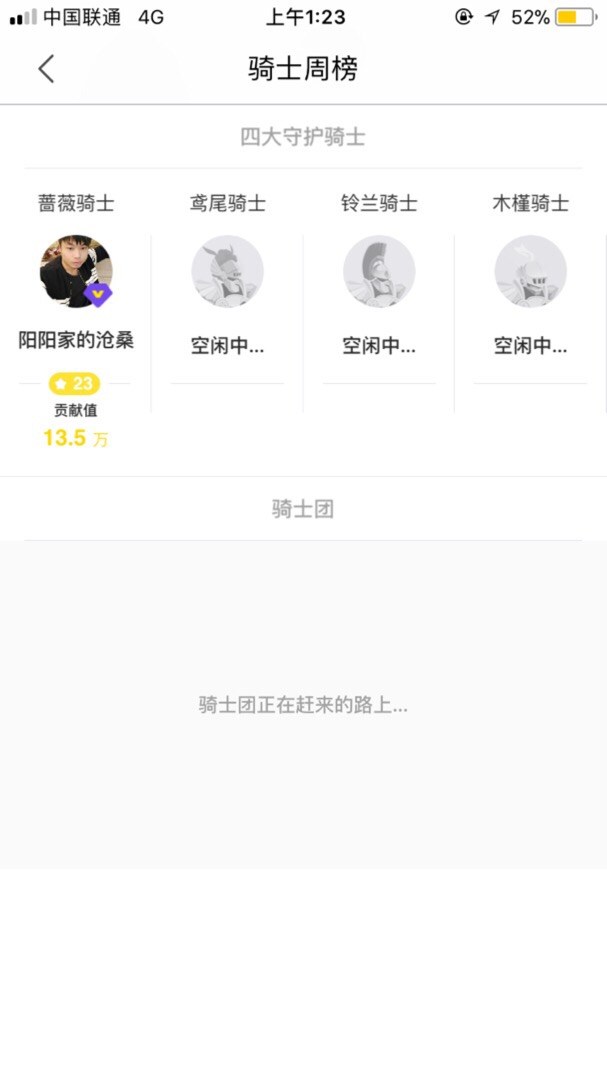 中国联通 4G 上午1:23 52%
骑士周榜
四大守护骑士
蔷薇骑士 鸢尾骑士 铃兰骑士 木槿骑士
阳阳家的沧桑 空闲中... 空闲中... 空闲中...
23
贡献值
13.5 万
骑士团
骑士团正在赶来的路上...